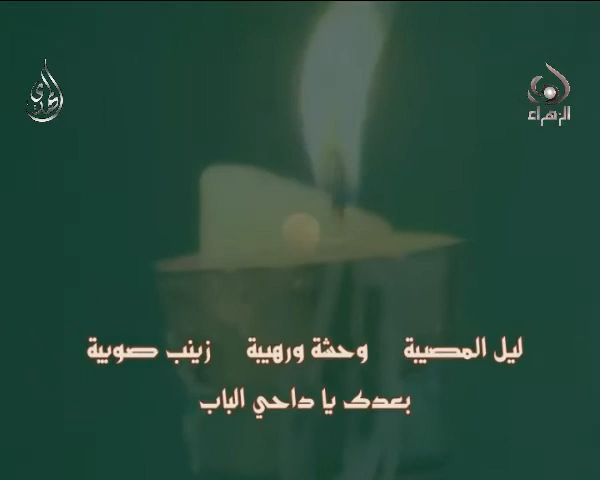 الزهراء
ليل المصيبة وحشة ورهيبة زينب صوبية
بعدك يا داحي الباب